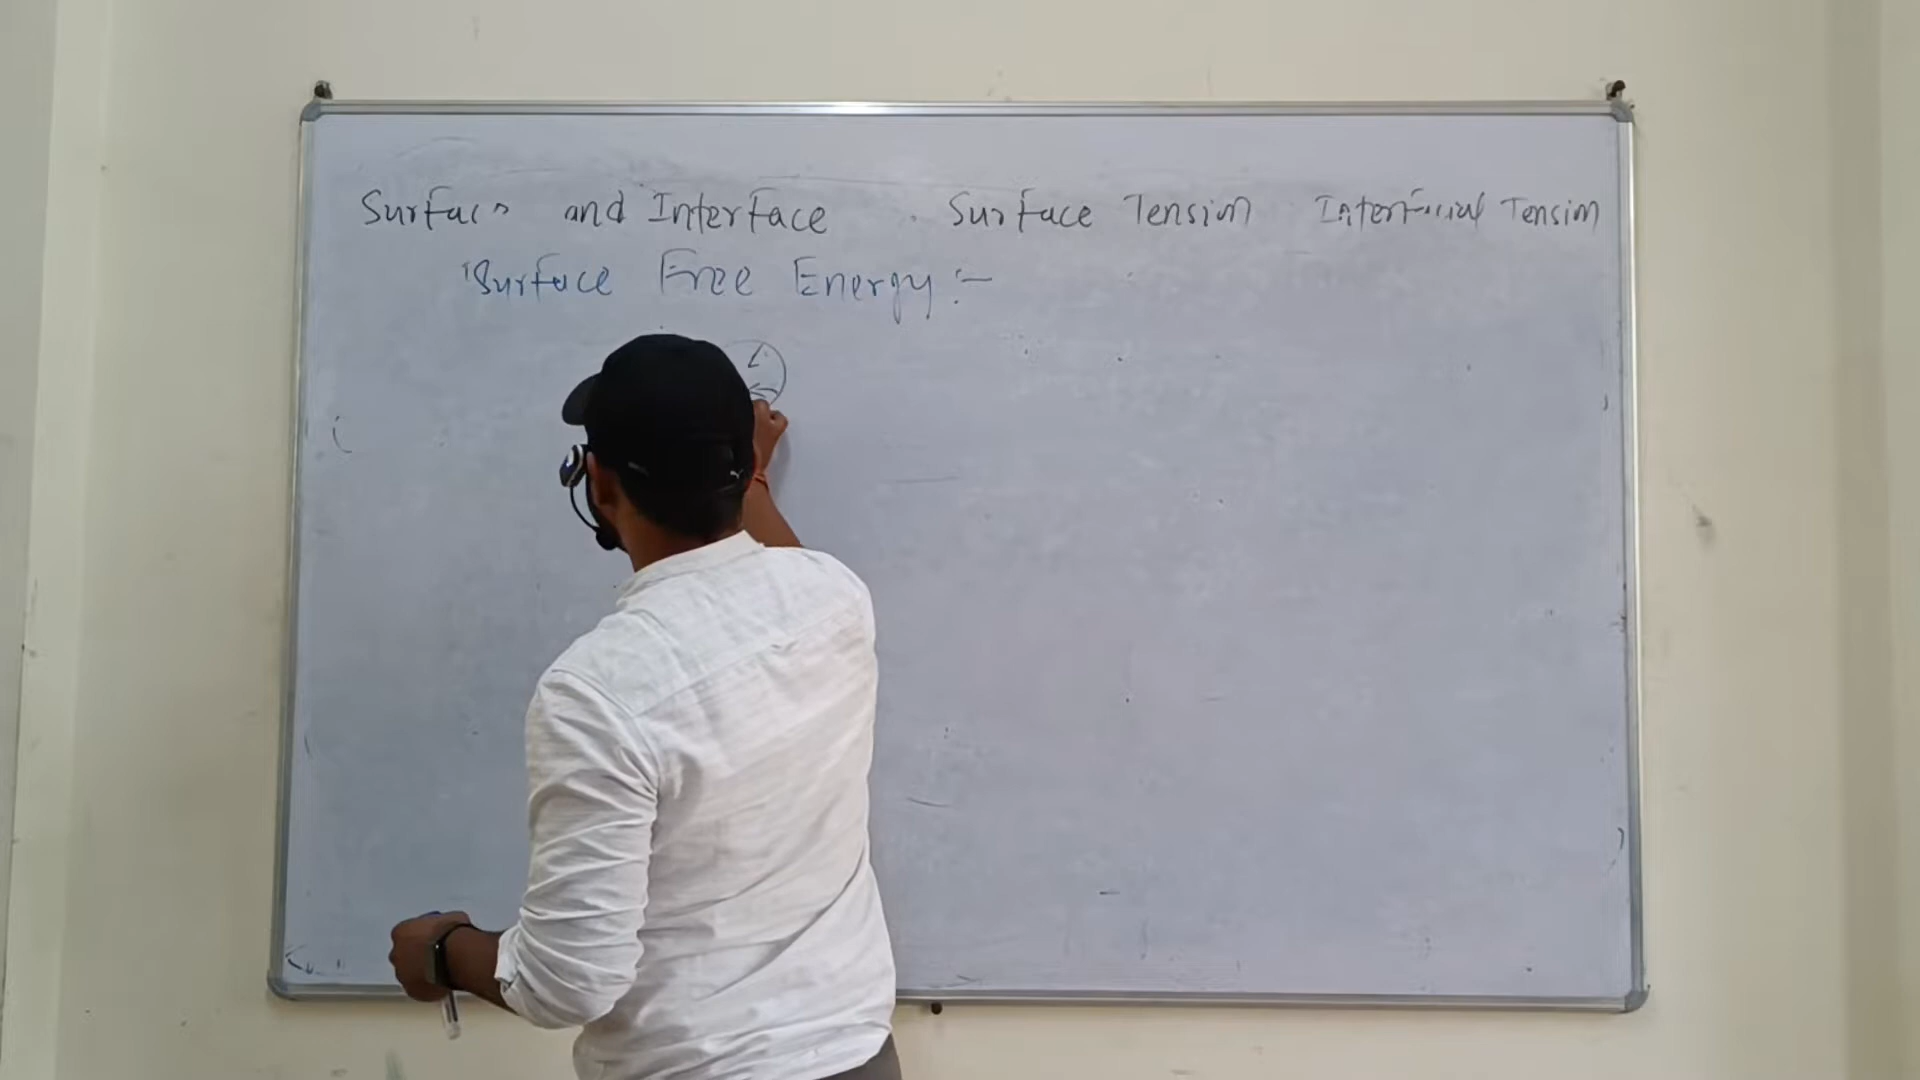 Surface and Interface Surface Tension Interfacial Tension
Surface Free Energy :-